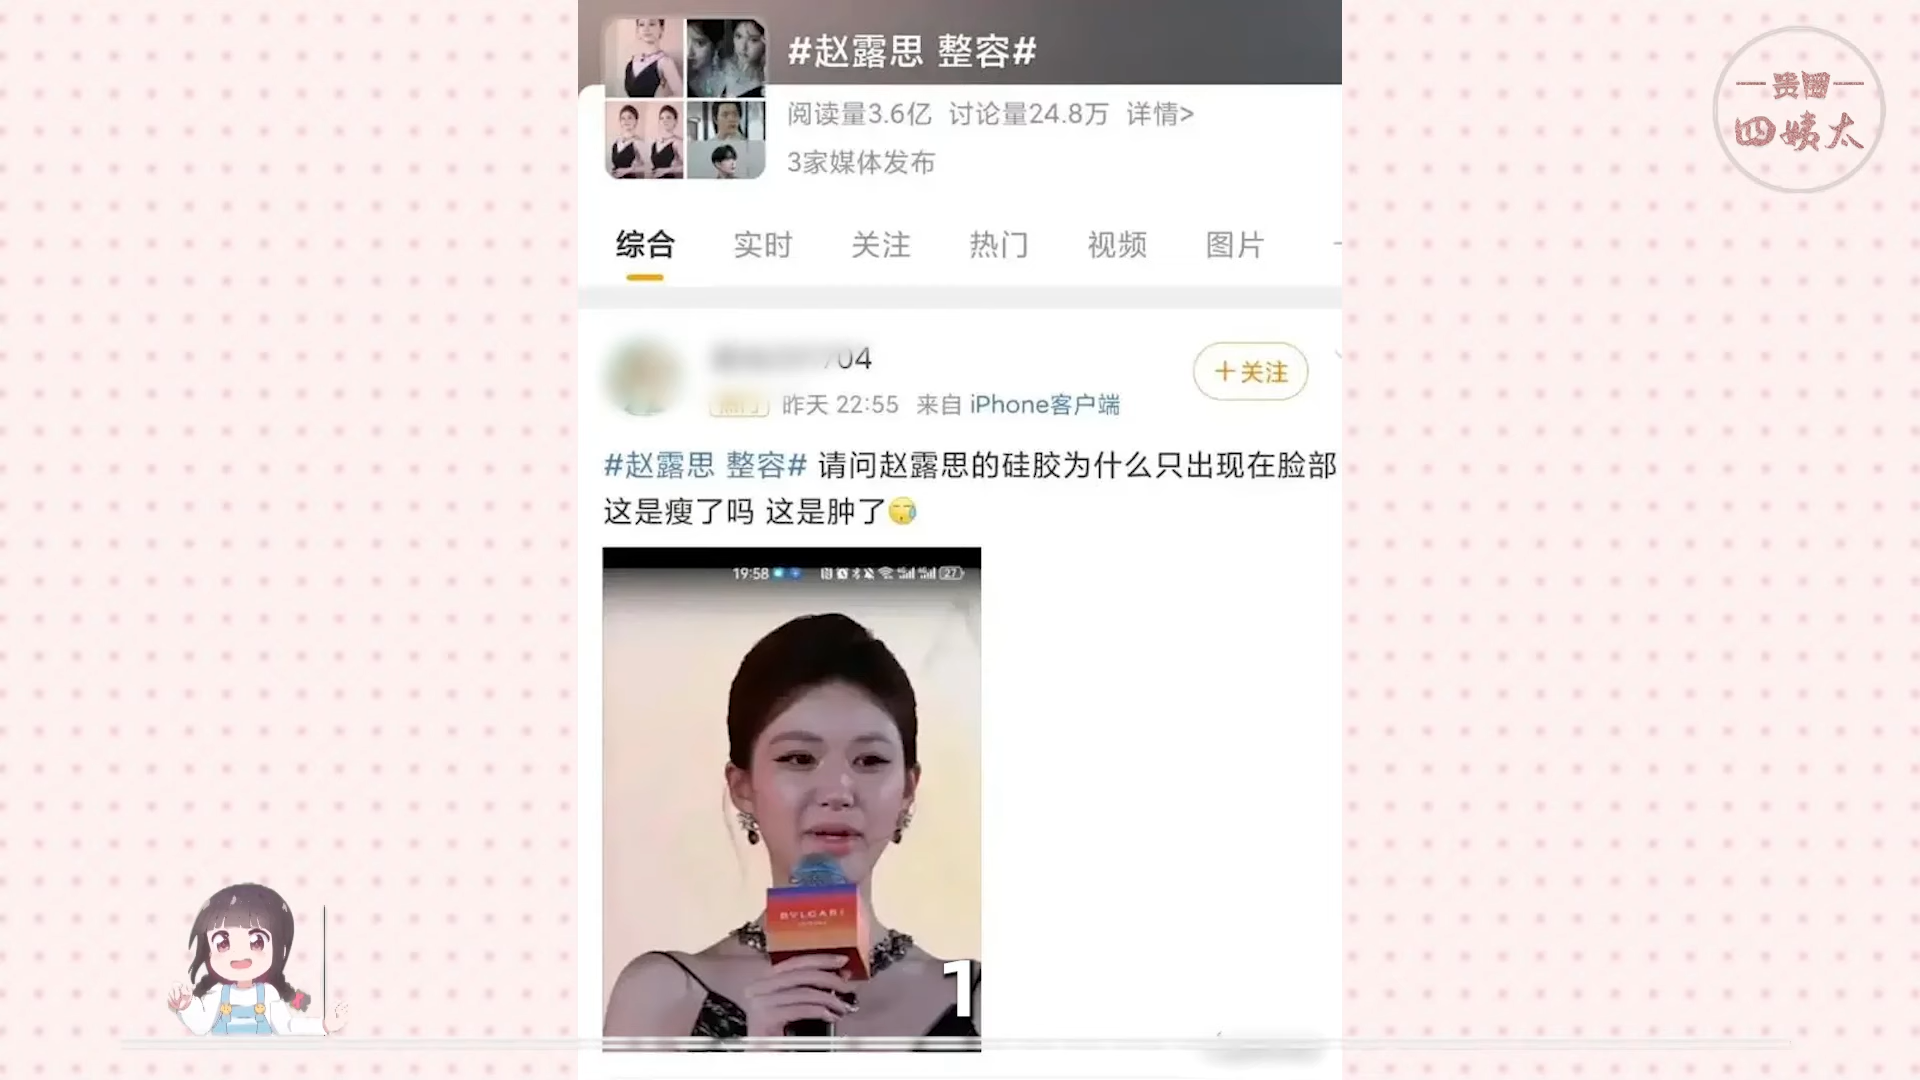 #赵露思 整容#
阅读量3.6亿 讨论量24.8万 详情>
3家媒体发布
贵圈
四姨太
综合 实时 关注 热门 视频 图片
04
+关注
昨天 22:55 来自 iPhone客户端
#赵露思 整容# 请问赵露思的硅胶为什么只出现在脸部
这是瘦了吗 这是肿了
19:58
27
BVLGARI
1